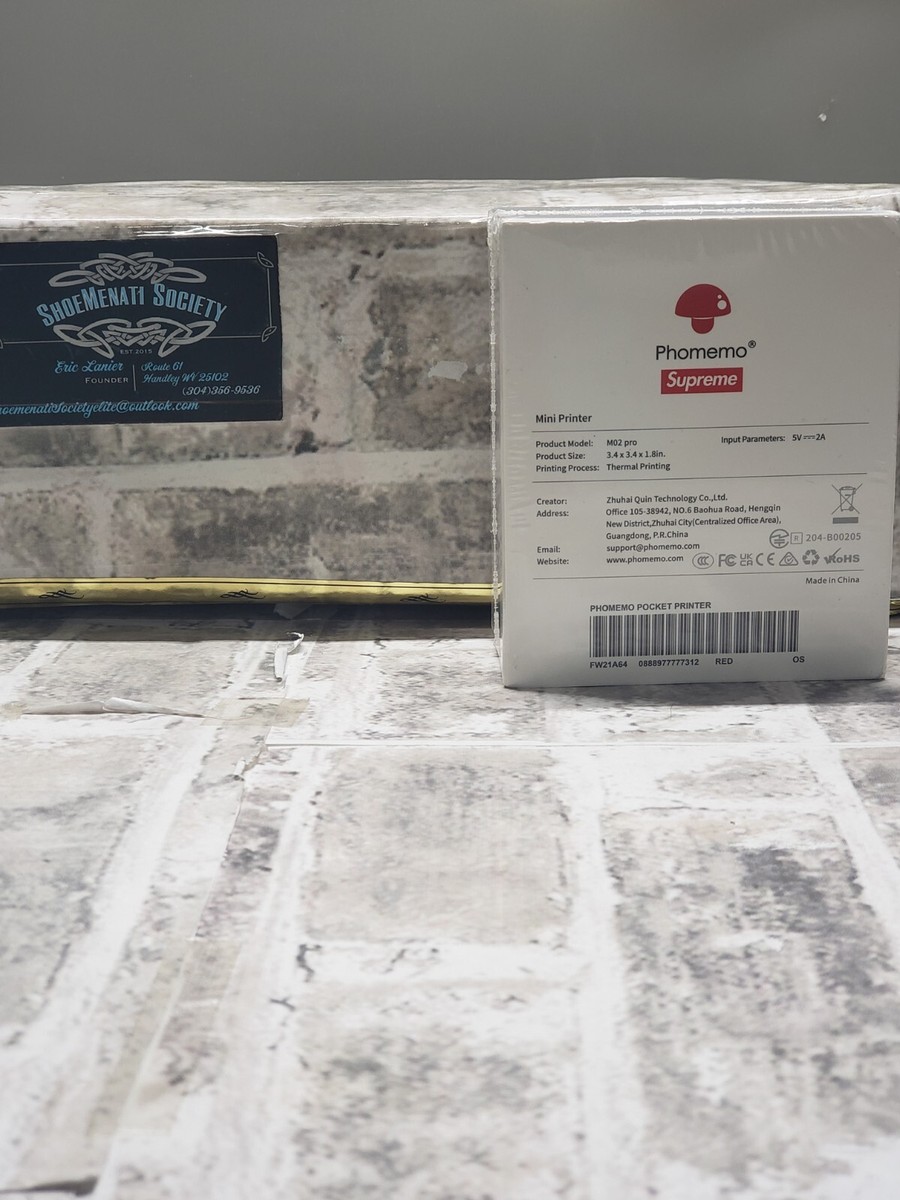 SHOEMENATI SOCIETY
EST.2015
Eric Lanier
FOUNDER
Route 61
Handley WV 25102
(304)356-9536
hoemenatisocietyelite@outlook.com
Phomemo®
Supreme
Mini Printer
Product Model: M02 pro Input Parameters: 5V⎓2A
Product Size: 3.4 x 3.4 x 1.8in.
Printing Process: Thermal Printing
Creator: Zhuhai Quin Technology Co.,Ltd.
Address: Office 105-38942, NO.6 Baohua Road, Hengqin
New District,Zhuhai City(Centralized Office Area),
Guangdong, P.R.China
R 204-B00205
Email: support@phomemo.com
Website: www.phomemo.com CCC FC UKCA CE RoHS
Made in China
PHOMEMO POCKET PRINTER
FW21A64 0888977777312 RED OS